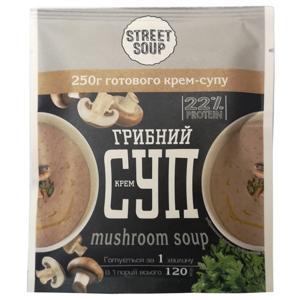 STREET
SOUP
250г готового крем-супу
22%
PROTEIN
ГРИБНИЙ
КРЕМ
СУП
mushroom soup
Готується за 1 хвилину
В 1 порції всього 120